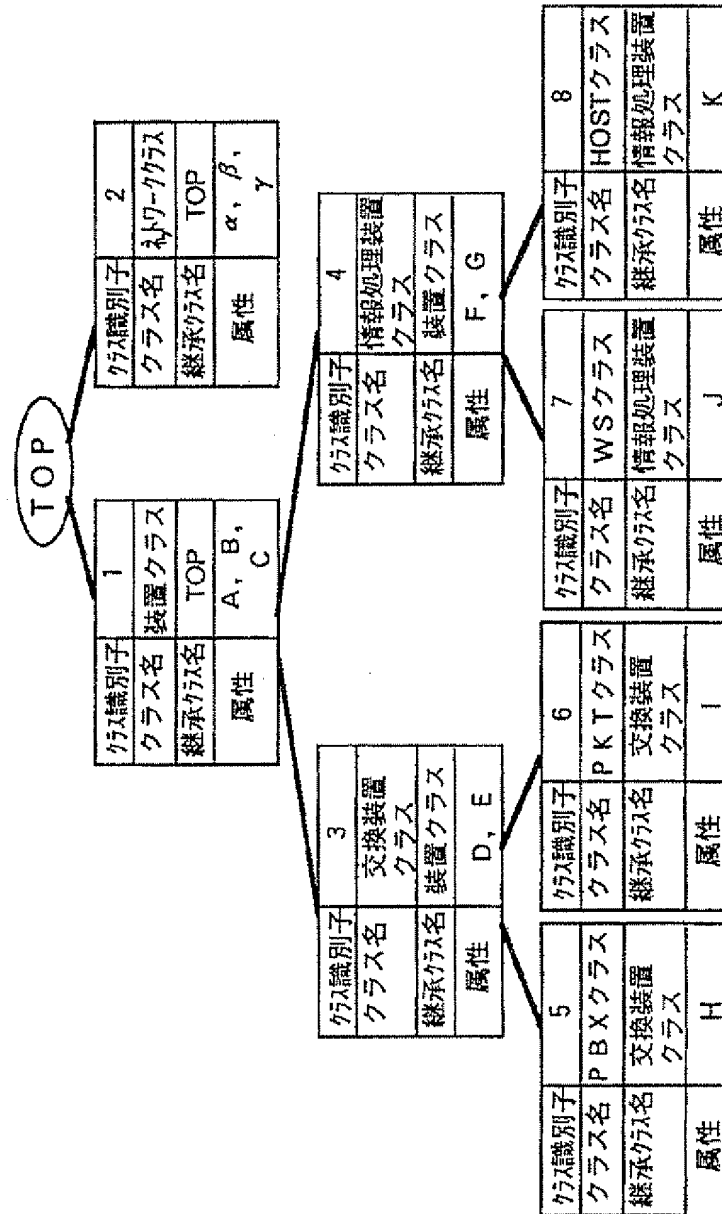 TOP
クラス識別子 1
クラス名 装置クラス
継承クラス名 TOP
属性 A, B,
C
クラス識別子 2
クラス名 ネットワーククラス
継承クラス名 TOP
属性 α, β,
γ
クラス識別子 3
クラス名 交換装置
クラス
継承クラス名 装置クラス
属性 D, E
クラス識別子 4
クラス名 情報処理装置
クラス
継承クラス名 装置クラス
属性 F, G
クラス識別子 5
クラス名 PBXクラス
継承クラス名 交換装置
クラス
属性 H
クラス識別子 6
クラス名 PKTクラス
継承クラス名 交換装置
クラス
属性 I
クラス識別子 7
クラス名 WSクラス
継承クラス名 情報処理装置
クラス
属性 J
クラス識別子 8
クラス名 HOSTクラス
継承クラス名 情報処理装置
クラス
属性 K